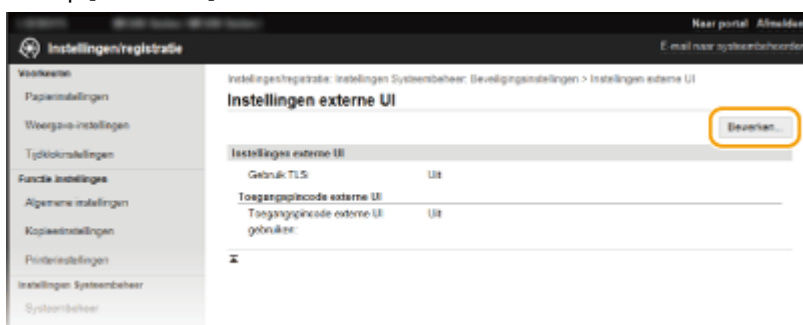 Naar portal Afmelden
Instellingen/registratie
E-mail naar systeembeheerder
Voorkeuren
Papierinstellingen
Weergave-instellingen
Tijdklokinstellingen
Functie-instellingen
Algemene instellingen
Kopieerinstellingen
Printerinstellingen
Instellingen Systeembeheer
Systeembeheer
Instellingen/registratie: Instellingen Systeembeheer: Beveiligingsinstellingen > Instellingen externe UI
Instellingen externe UI
Bewerken...
Instellingen externe UI
Gebruik TLS: Uit
Toegangspincode externe UI
Toegangspincode externe UI Uit
gebruiken: